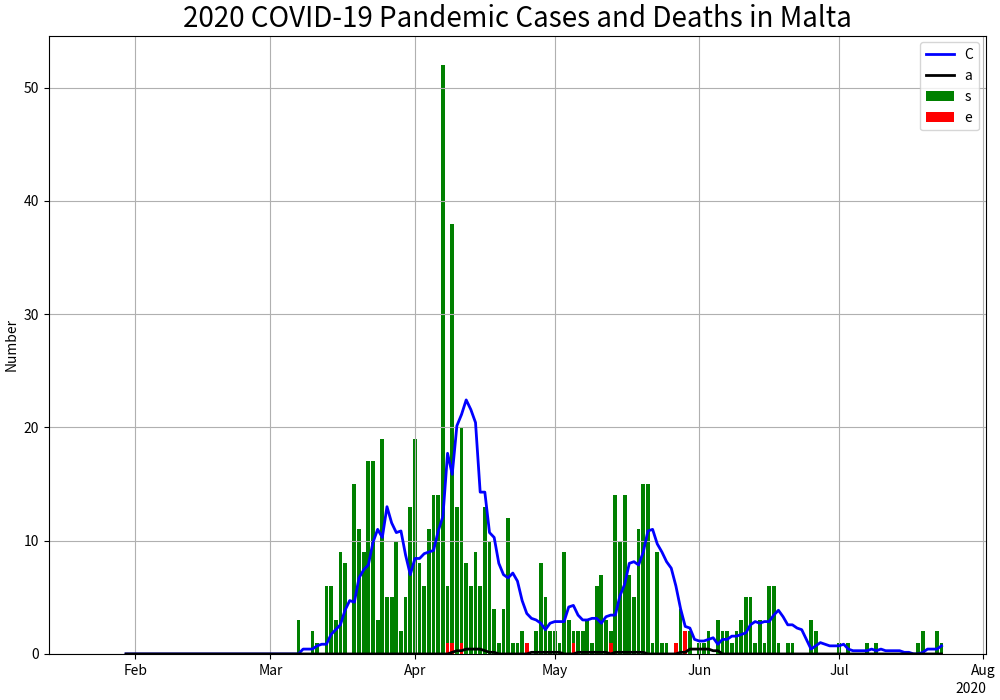 2020 COVID-19 Pandemic Cases and Deaths in Malta
C
a
s
e
Number
50
40
30
20
10
0
Feb Mar Apr May Jun Jul Aug
2020